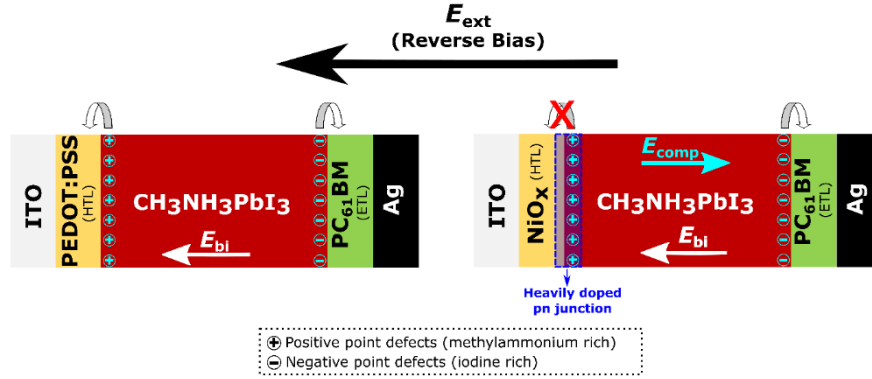 E_ext
(Reverse Bias)
ITO
PEDOT:PSS
(HTL)
CH₃NH₃PbI₃
E_bi
PC₆₁BM
(ETL)
Ag
ITO
NiOₓ (HTL)
X
E_comp
CH₃NH₃PbI₃
E_bi
PC₆₁BM
(ETL)
Ag
Heavily doped
pn junction
⊕ Positive point defects (methylammonium rich)
⊖ Negative point defects (iodine rich)